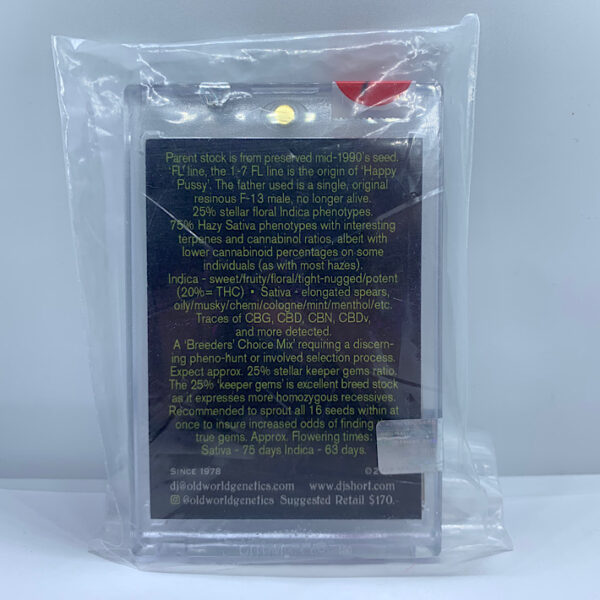 Parent stock is from preserved mid-1990's seed.
'FL' line, the 1-7 FL line is the origin of 'Happy
Pussy'. The father used is a single, original
resinous F-13 male, no longer alive.
25% stellar floral Indica phenotypes.
75% Hazy Sativa phenotypes with interesting
terpenes and cannabinol ratios, albeit with
lower cannabinoid percentages on some
individuals (as with most hazes).
Indica - sweet/fruity/floral/tight-nugged/potent
(20%= THC) • Sativa - elongated spears,
oily/musky/chemi/cologne/mint/menthol/etc.
Traces of CBG, CBD, CBN, CBDv,
and more detected.
A 'Breeders' Choice Mix' requiring a discern-
ing pheno-hunt or involved selection process.
Expect approx. 25% stellar keeper gems ratio.
The 25% 'keeper gems' is excellent breed stock
as it expresses more homozygous recessives.
Recommended to sprout all 16 seeds within at
once to insure increased odds of finding
true gems. Approx. Flowering times:
Sativa - 75 days Indica - 63 days.
SINCE 1978 ©2
dj@oldworldgenetics.com www.djshort.com
@oldworldgenetics Suggested Retail $170.-